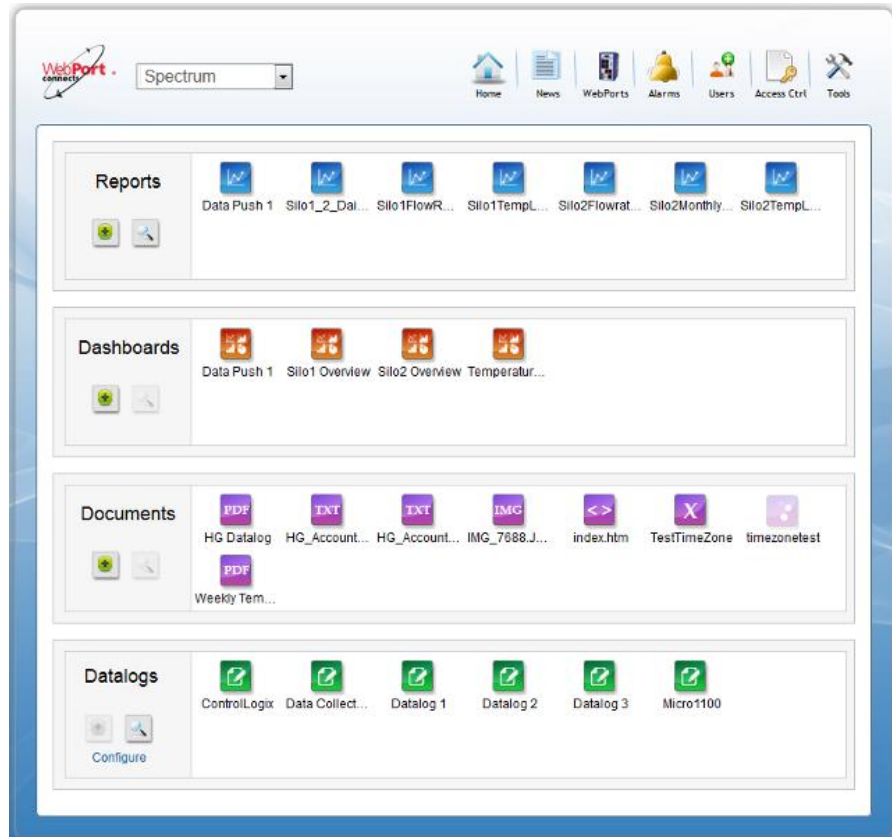 WebPort
connects
Spectrum
Home News WebPorts Alarms Users Access Ctrl Tools
Reports
Data Push 1 Silo1_2_Dai... Silo1FlowR... Silo1TempL... Silo2Flowrat... Silo2Monthly... Silo2TempL...
Dashboards
Data Push 1 Silo1 Overview Silo2 Overview Temperatur...
Documents
PDF TXT TXT IMG <> X
HG Datalog HG_Account... HG_Account... IMG_7688.J... index.htm TestTimeZone timezonetest
PDF
Weekly Tem...
Datalogs
ControlLogix Data Collect... Datalog 1 Datalog 2 Datalog 3 Micro1100
Configure